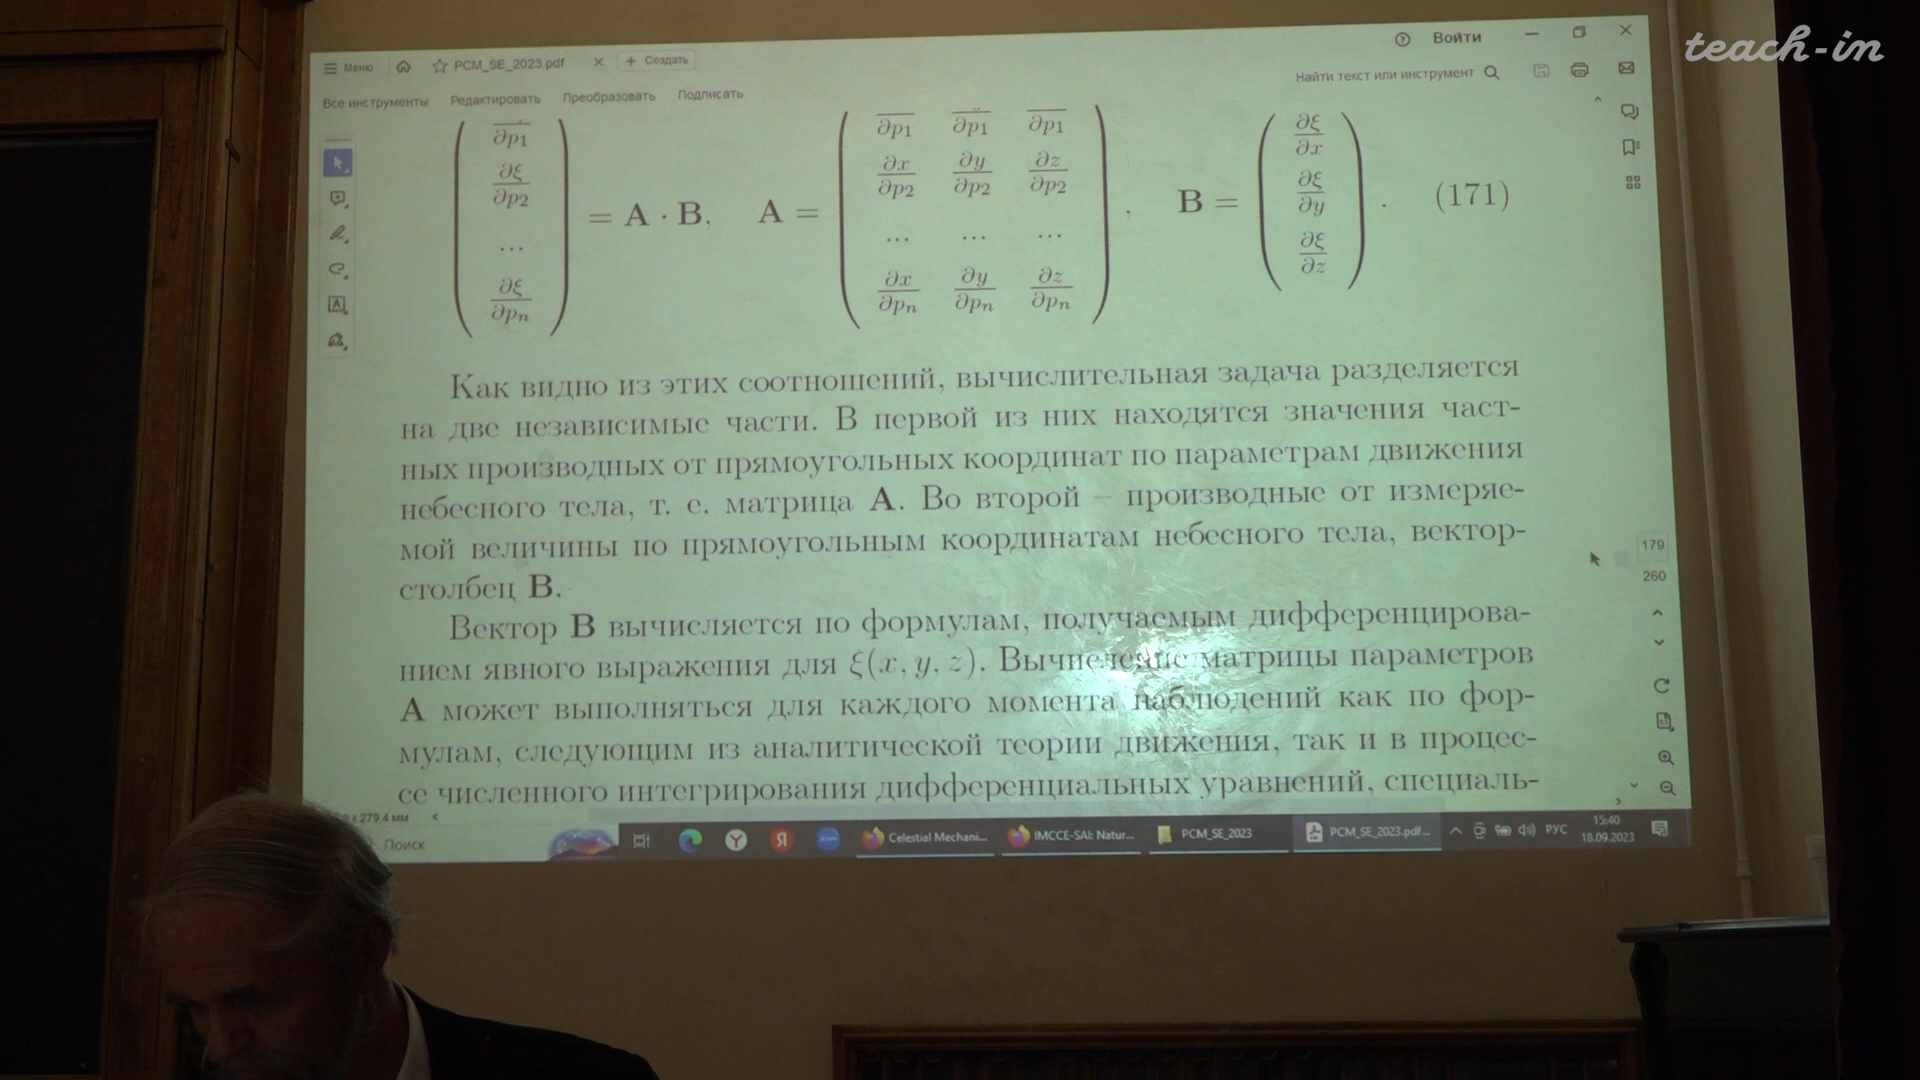 teach-in
Войти
Меню
PCM_SE_2023.pdf
+ Создать
Найти текст или инструмент
Все инструменты Редактировать Преобразовать Подписать
∂p₁ ∂p₁ ∂p₁ ∂p₁ ∂ξ/∂x
∂ξ/∂p₂ ∂x/∂p₂ ∂y/∂p₂ ∂z/∂p₂ ∂ξ/∂y
= A · B, A = , B = . (171)
... ... ... ... ∂ξ/∂z
∂ξ/∂pₙ ∂x/∂pₙ ∂y/∂pₙ ∂z/∂pₙ
Как видно из этих соотношений, вычислительная задача разделяется
на две независимые части. В первой из них находятся значения част-
ных производных от прямоугольных координат по параметрам движения
небесного тела, т. е. матрица A. Во второй – производные от измеряе-
мой величины по прямоугольным координатам небесного тела, вектор-
столбец B.
Вектор B вычисляется по формулам, получаемым дифференцирова-
нием явного выражения для ξ(x, y, z). Вычисление матрицы параметров
A может выполняться для каждого момента наблюдений как по фор-
мулам, следующим из аналитической теории движения, так и в процес-
се численного интегрирования дифференциальных уравнений, специаль-
179
260
x 279,4 мм
Поиск
Celestial Mechani...
IMCCE-SAI: Natur...
PCM_SE_2023
PCM_SE_2023.pdf...
РУС
15:40
18.09.2023